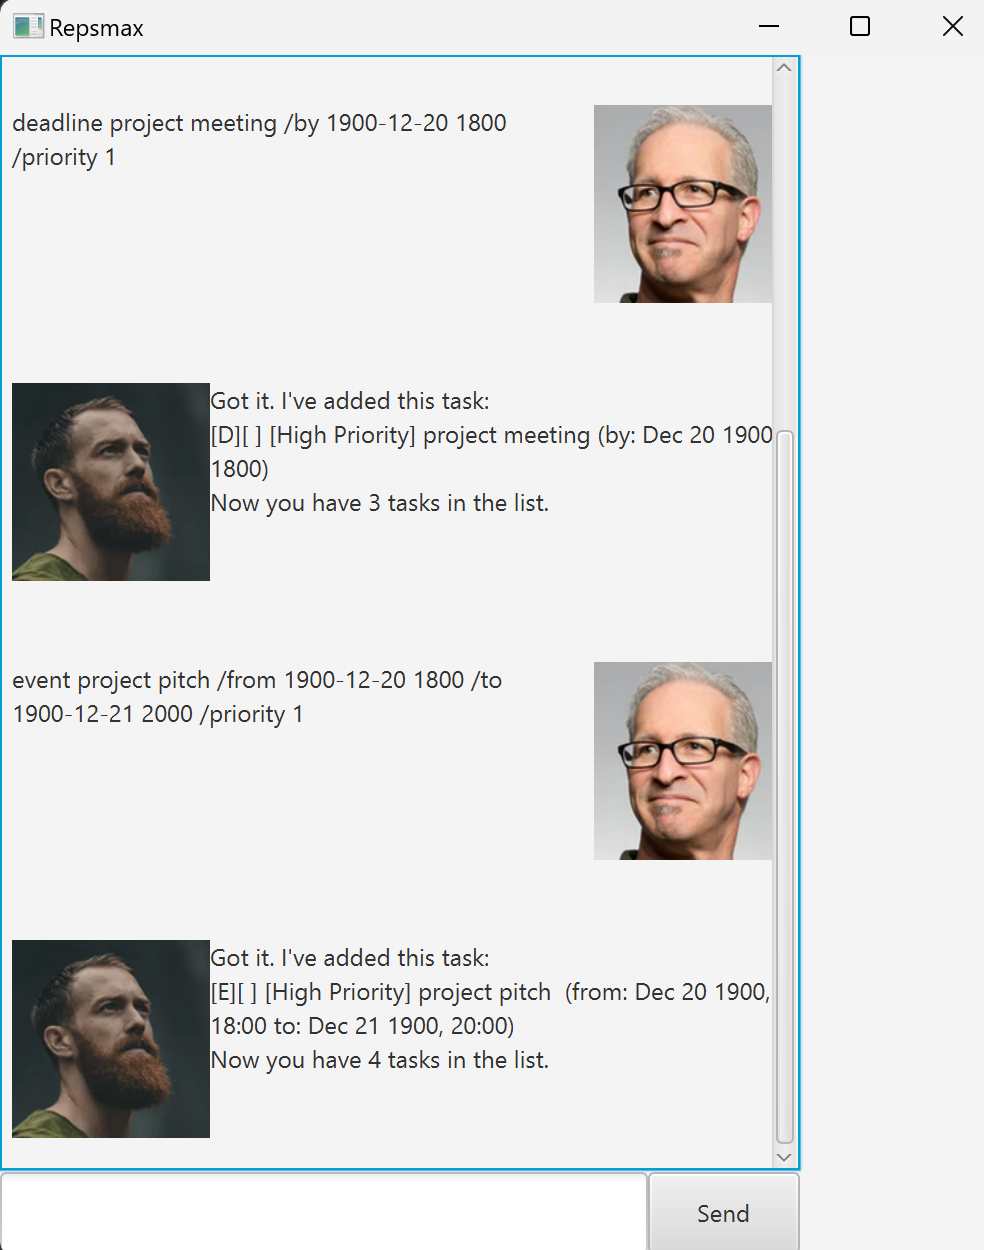 Repsmax
deadline project meeting /by 1900-12-20 1800
/priority 1
Got it. I've added this task:
[D][ ] [High Priority] project meeting (by: Dec 20 1900
1800)
Now you have 3 tasks in the list.
event project pitch /from 1900-12-20 1800 /to
1900-12-21 2000 /priority 1
Got it. I've added this task:
[E][ ] [High Priority] project pitch  (from: Dec 20 1900,
18:00 to: Dec 21 1900, 20:00)
Now you have 4 tasks in the list.
Send